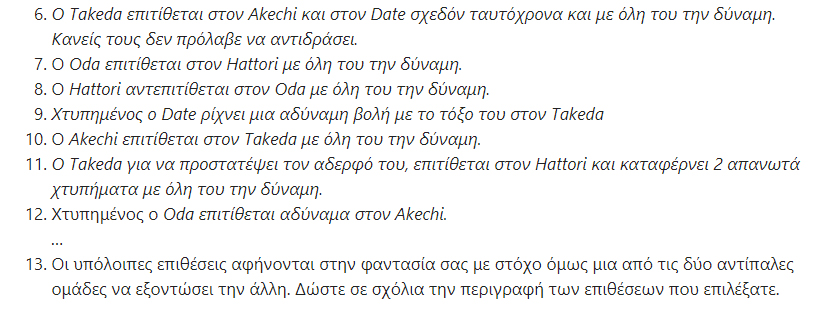 6. Ο Takeda επιτίθεται στον Akechi και στον Date σχεδόν ταυτόχρονα και με όλη του την δύναμη.
Κανείς τους δεν πρόλαβε να αντιδράσει.
7. Ο Oda επιτίθεται στον Hattori με όλη του την δύναμη.
8. Ο Hattori αντεπιτίθεται στον Oda με όλη του την δύναμη.
9. Χτυπημένος ο Date ρίχνει μια αδύναμη βολή με το τόξο του στον Takeda
10. Ο Akechi επιτίθεται στον Takeda με όλη του την δύναμη.
11. Ο Takeda για να προστατέψει τον αδερφό του, επιτίθεται στον Hattori και καταφέρνει 2 απανωτά
χτυπήματα με όλη του την δύναμη.
12. Χτυπημένος ο Oda επιτίθεται αδύναμα στον Akechi.
...
13. Οι υπόλοιπες επιθέσεις αφήνονται στην φαντασία σας με στόχο όμως μια από τις δύο αντίπαλες
ομάδες να εξοντώσει την άλλη. Δώστε σε σχόλια την περιγραφή των επιθέσεων που επιλέξατε.